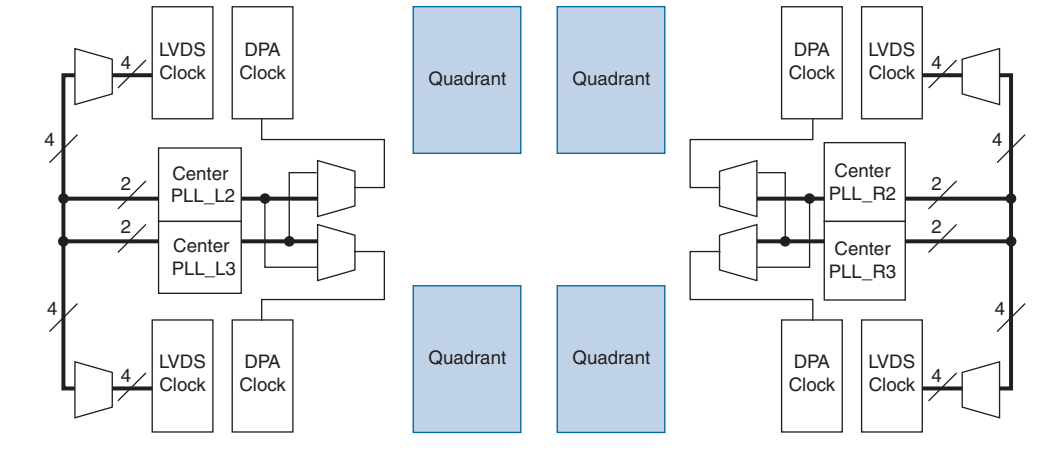 LVDS
Clock
DPA
Clock
Quadrant
Quadrant
DPA
Clock
LVDS
Clock
4
4
4
4
Center
PLL_L2
2
Center
PLL_R2
2
Center
PLL_L3
2
Center
PLL_R3
2
4
4
LVDS
Clock
DPA
Clock
Quadrant
Quadrant
DPA
Clock
LVDS
Clock
4
4